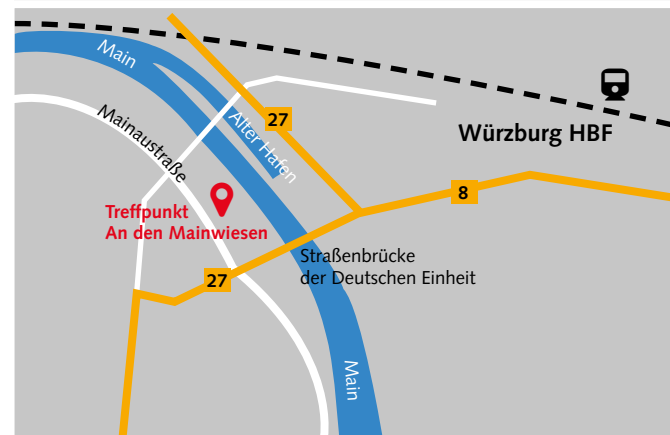 Main
Mainaustraße
Alter Hafen
27
Würzburg HBF
8
Treffpunkt
An den Mainwiesen
Straßenbrücke
der Deutschen Einheit
27
Main